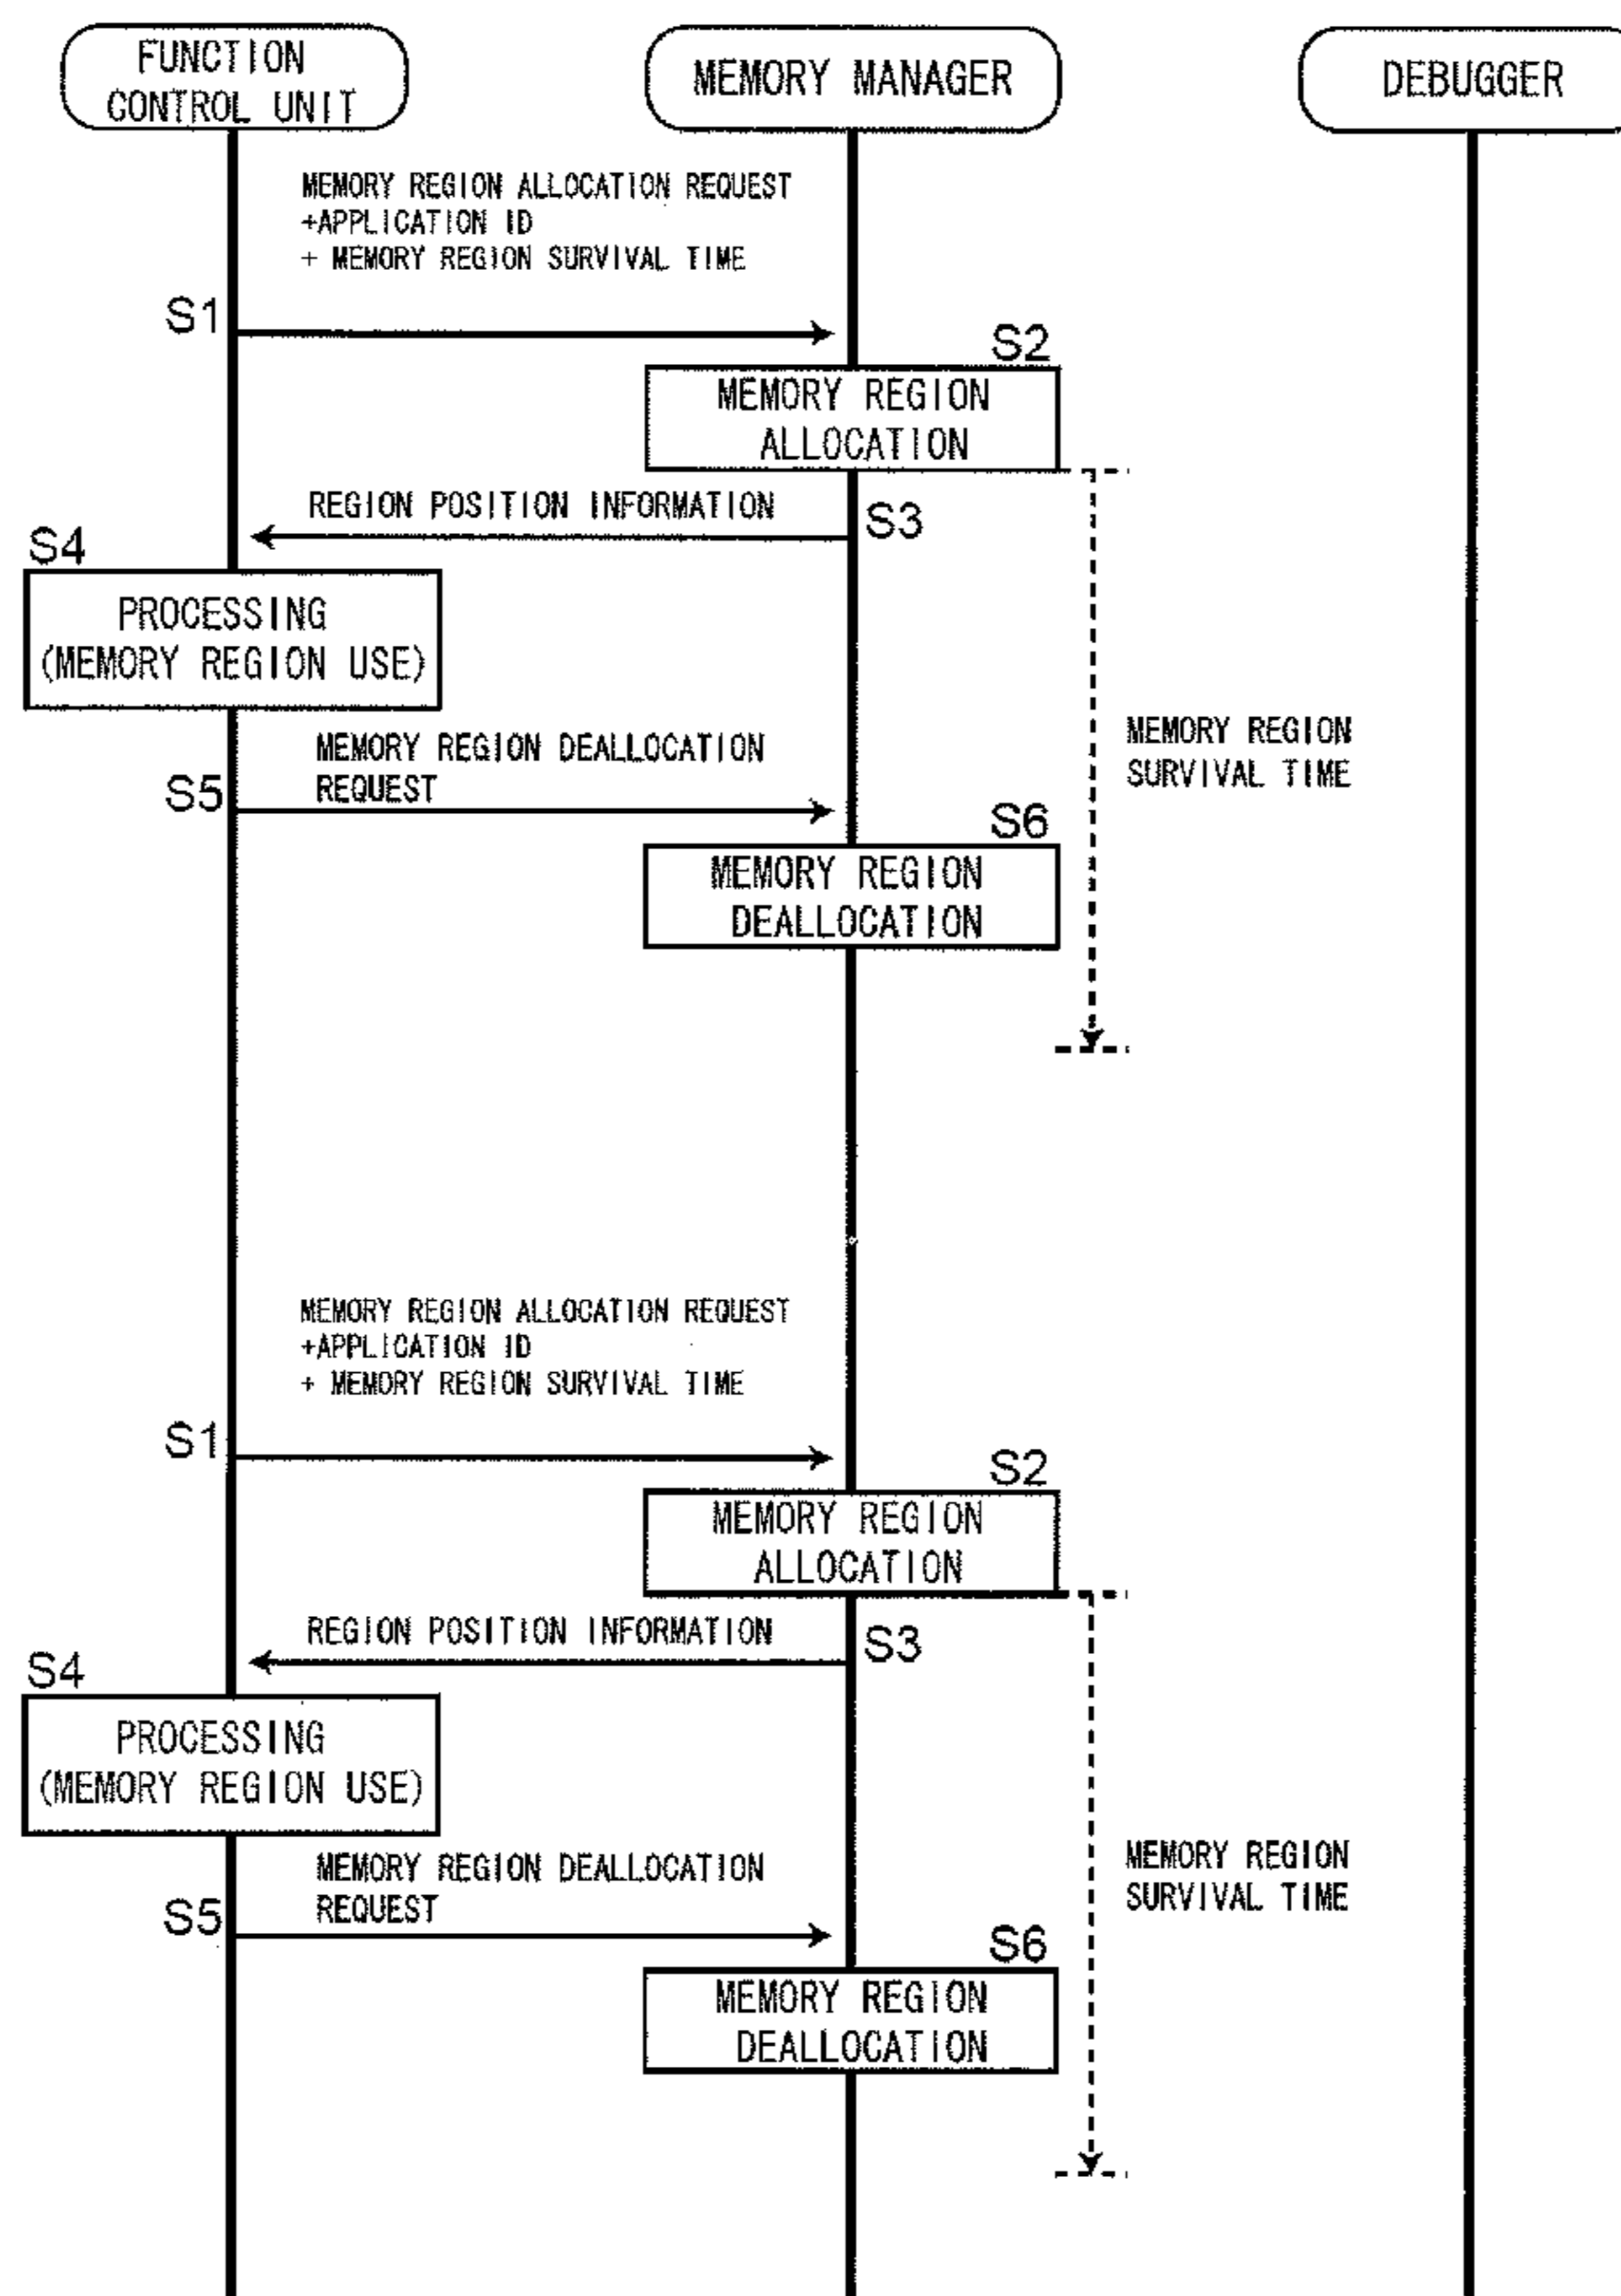 FUNCTION
CONTROL UNIT
MEMORY MANAGER
DEBUGGER
MEMORY REGION ALLOCATION REQUEST
+APPLICATION ID
+ MEMORY REGION SURVIVAL TIME
S1
S2
MEMORY REGION
ALLOCATION
REGION POSITION INFORMATION
S3
S4
PROCESSING
(MEMORY REGION USE)
MEMORY REGION
SURVIVAL TIME
MEMORY REGION DEALLOCATION
REQUEST
S5
S6
MEMORY REGION
DEALLOCATION
MEMORY REGION ALLOCATION REQUEST
+APPLICATION ID
+ MEMORY REGION SURVIVAL TIME
S1
S2
MEMORY REGION
ALLOCATION
REGION POSITION INFORMATION
S3
S4
PROCESSING
(MEMORY REGION USE)
MEMORY REGION
SURVIVAL TIME
MEMORY REGION DEALLOCATION
REQUEST
S5
S6
MEMORY REGION
DEALLOCATION